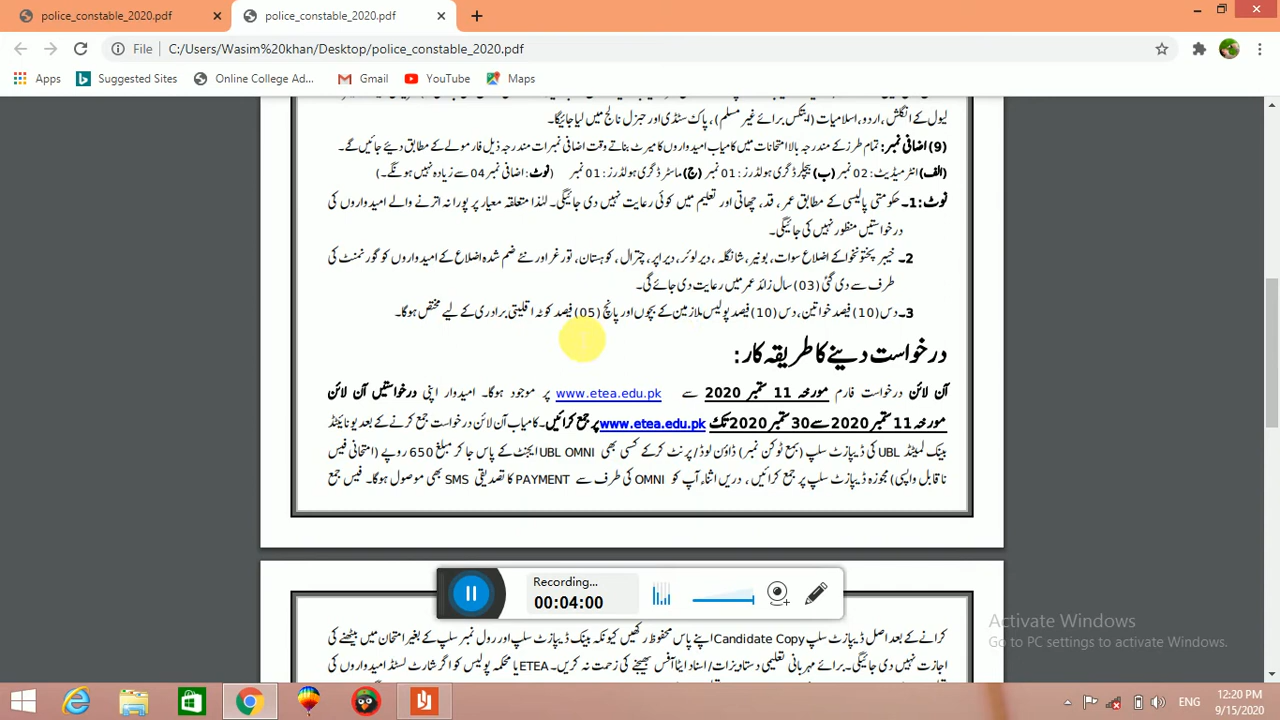 police_constable_2020.pdf
police_constable_2020.pdf
File
C:/Users/Wasim%20khan/Desktop/police_constable_2020.pdf
Apps
Suggested Sites
Online College Ad...
Gmail
YouTube
Maps
لیول کے انگلش، اردو، اسلامیات (ایتکس برائے غیر مسلم)، پاک سٹڈی اور جنرل نالج میں لیا جائیگا۔
(9) اضافی نمبر: تمام طرز کے مندرجہ بالا امتحانات میں کامیاب امیدواروں کا میرٹ بناتے وقت اضافی نمبرات مندرجہ ذیل فارمولے کے مطابق دیئے جائیں گے۔
(الف) انٹرمیڈیٹ: 02 نمبر (ب) بیچلر ڈگری ہولڈرز: 01 نمبر (ج) ماسٹر ڈگری ہولڈرز: 01 نمبر (نوٹ: اضافی نمبر 04 سے زیادہ نہیں ہونگے۔)
نوٹ: 1۔ حکومتی پالیسی کے مطابق عمر، قد، چھاتی اور تعلیم میں کوئی رعایت نہیں دی جائیگی۔ لہٰذا متعلقہ معیار پر پورا نہ اترنے والے امیدواروں کی
درخواستیں منظور نہیں کی جائیگی۔
2۔ خیبر پختونخوا کے اضلاع سوات، بونیر، شانگلہ، دیر لوئر، دیر اپر، چترال، کوہستان، تورغر اور نئے ضم شدہ اضلاع کے امیدواروں کو گورنمنٹ کی
طرف سے دی گئی (03) سال زائد عمر میں رعایت دی جائے گی۔
3۔ دس (10) فیصد خواتین، دس (10) فیصد پولیس ملازمین کے بچوں اور پانچ (05) فیصد کوٹہ اقلیتی برادری کے لیے مختص ہوگا۔
درخواست دینے کا طریقہ کار:
آن لائن درخواست فارم مورخہ 11 ستمبر 2020 سے www.etea.edu.pk پر موجود ہوگا۔ امیدوار اپنی درخواستیں آن لائن
مورخہ 11 ستمبر 2020 سے 30 ستمبر 2020 تک www.etea.edu.pk پر جمع کرائیں۔ کامیاب آن لائن درخواست جمع کرنے کے بعد یونائیٹڈ
بینک لمیٹڈ UBL کی ڈیپازٹ سلپ (بمع ٹوکن نمبر) ڈاؤن لوڈ/پرنٹ کرکے کسی بھی UBL OMNI ایجنٹ کے پاس جا کر مبلغ 650 روپے (امتحانی فیس
ناقابل واپسی) مجوزہ ڈیپازٹ سلپ پر جمع کرائیں، دریں اثناء آپ کو OMNI کی طرف سے PAYMENT کا تصدیقی SMS بھی موصول ہوگا۔ فیس جمع
Recording...
00:04:00
کرانے کے بعد اصل ڈیپازٹ سلپ Candidate Copy اپنے پاس محفوظ رکھیں کیونکہ بینک ڈیپازٹ سلپ اور رول نمبر سلپ کے بغیر امتحان میں بیٹھنے کی
اجازت نہیں دی جائیگی۔ برائے مہربانی تعلیمی دستاویزات/اسناد ایٹا آفس بھیجنے کی زحمت نہ کریں۔ ETEA یا محکمہ پولیس کو اگر شارٹ لسٹڈ امیدواروں کی
Activate Windows
Go to PC settings to activate Windows.
ENG
12:20 PM
9/15/2020